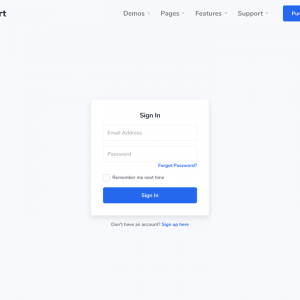 rt
Demos Pages Features Support Pu
Sign In
Email Address
Password
Forgot Password?
Remember me next time
Sign In
Don't have an account? Sign up here